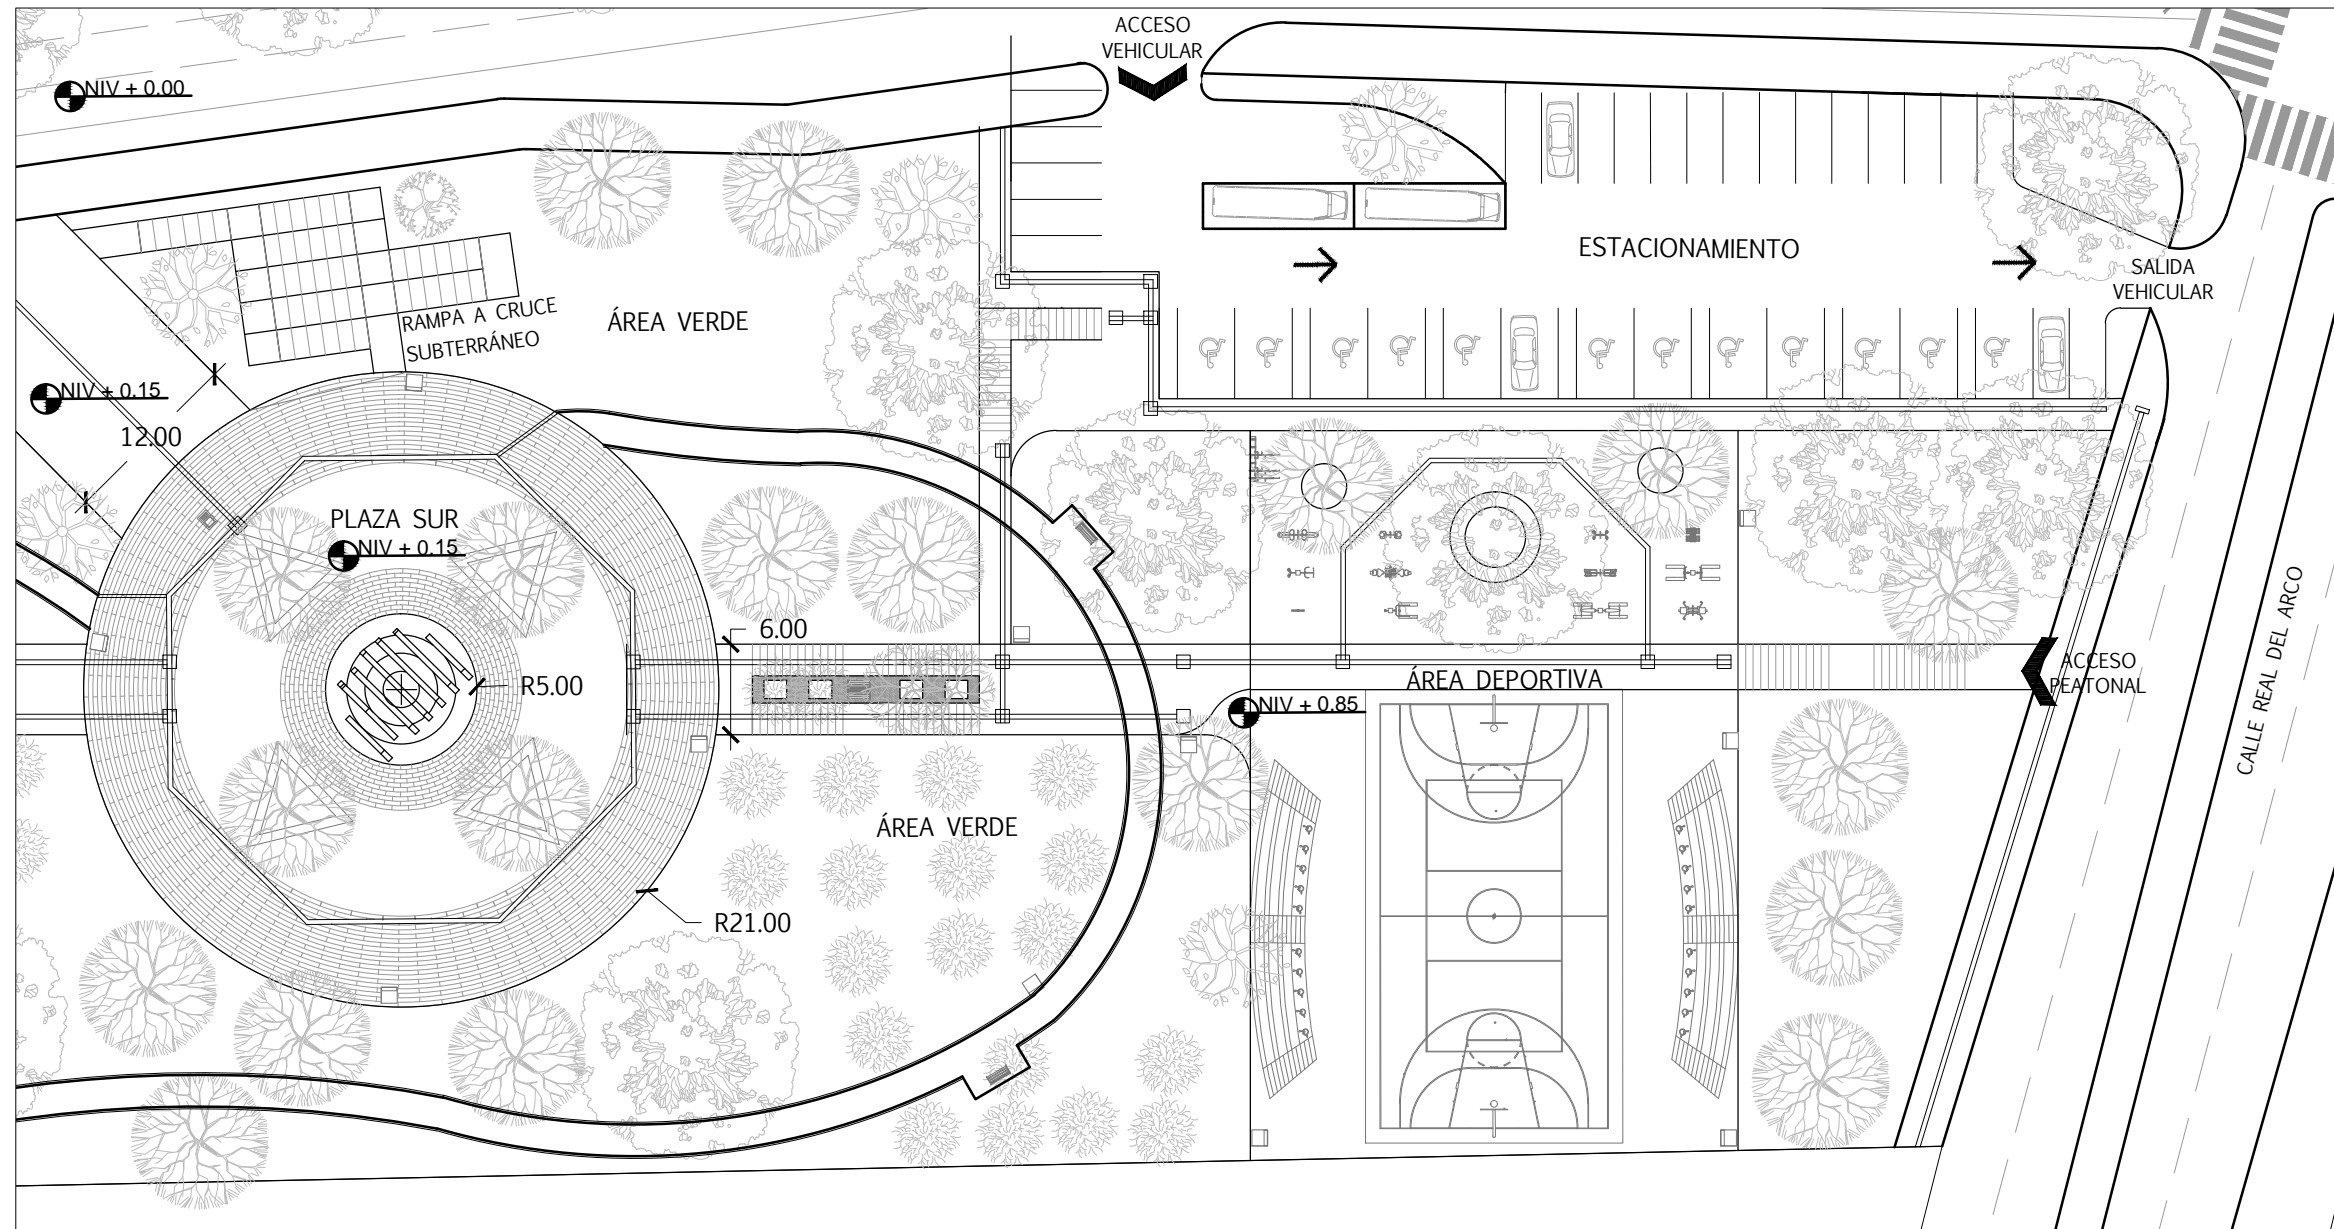 ACCESO
VEHICULAR
NIV + 0.00
ESTACIONAMIENTO
SALIDA
VEHICULAR
RAMPA A CRUCE
SUBTERRÁNEO
ÁREA VERDE
NIV + 0.15
12.00
PLAZA SUR
NIV + 0.15
6.00
R5.00
ÁREA DEPORTIVA
NIV + 0.85
ACCESO
PEATONAL
CALLE REAL DEL ARCO
ÁREA VERDE
R21.00